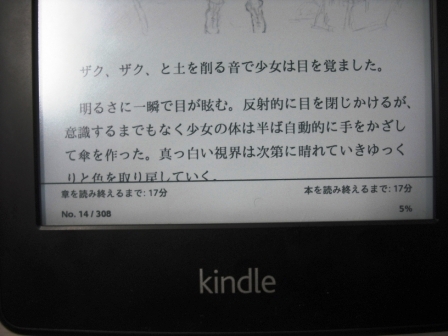 ザク、ザク、と土を削る音で少女は目を覚ました。
明るさに一瞬で目が眩む。反射的に目を閉じかけるが、
意識するまでもなく少女の体は半ば自動的に手をかざし
て傘を作った。真っ白い視界は次第に晴れていきゆっく
りと色を取り戻していく。
章を読み終えるまで: 17分 本を読み終えるまで: 17分
No. 14 / 308 5%
kindle